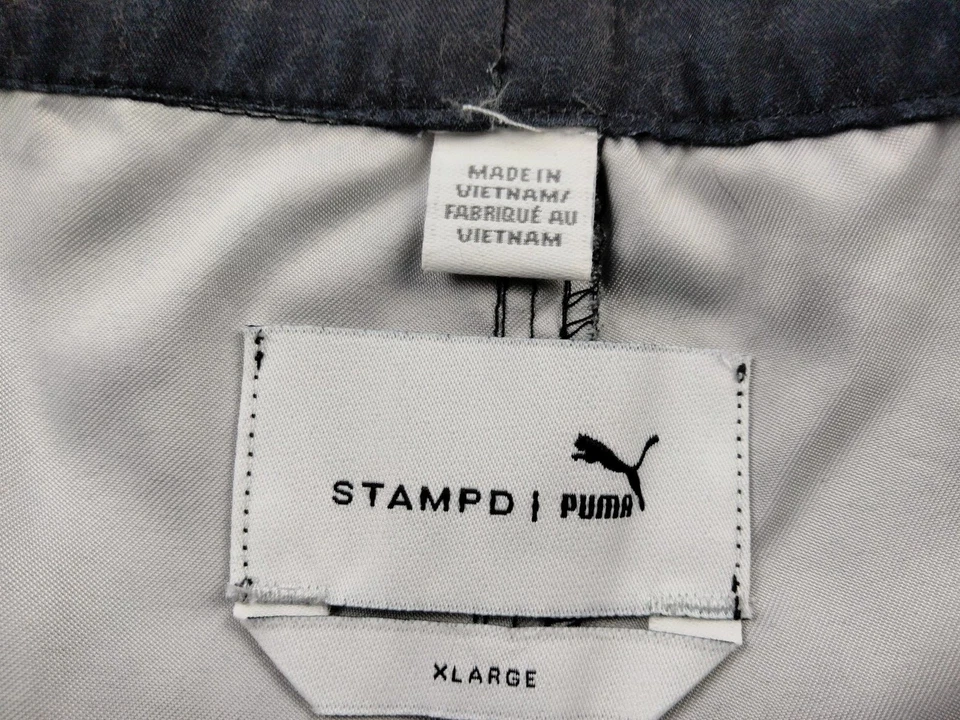 MADE IN
VIETNAM/
FABRIQUÉ AU
VIETNAM
STAMPD | PUMA
XLARGE